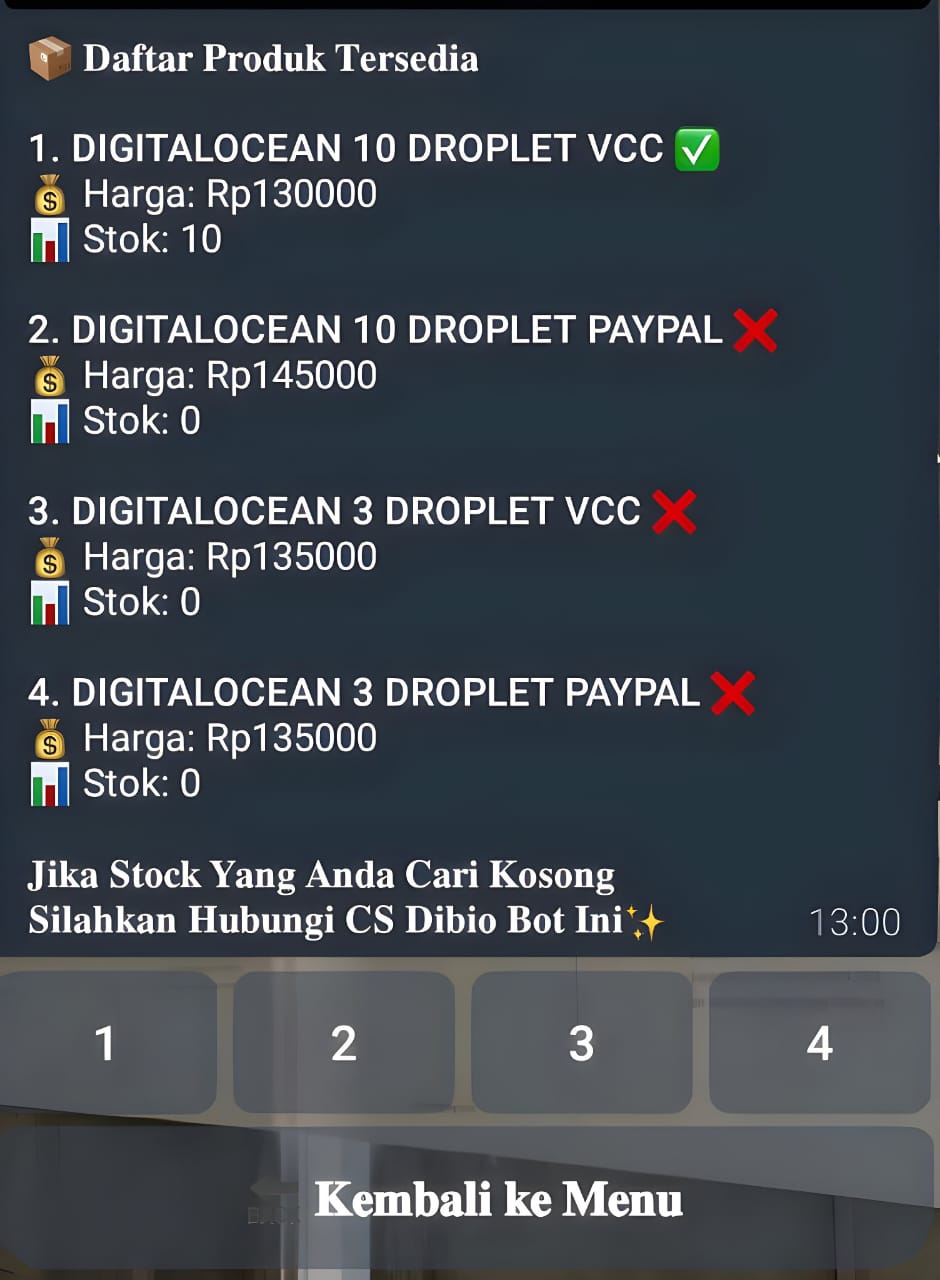 📦 Daftar Produk Tersedia
1. DIGITALOCEAN 10 DROPLET VCC ✅
💰 Harga: Rp130000
📊 Stok: 10
2. DIGITALOCEAN 10 DROPLET PAYPAL ❌
💰 Harga: Rp145000
📊 Stok: 0
3. DIGITALOCEAN 3 DROPLET VCC ❌
💰 Harga: Rp135000
📊 Stok: 0
4. DIGITALOCEAN 3 DROPLET PAYPAL ❌
💰 Harga: Rp135000
📊 Stok: 0
Jika Stock Yang Anda Cari Kosong
Silahkan Hubungi CS Dibio Bot Ini✨
13:00
1 2 3 4
BACK Kembali ke Menu